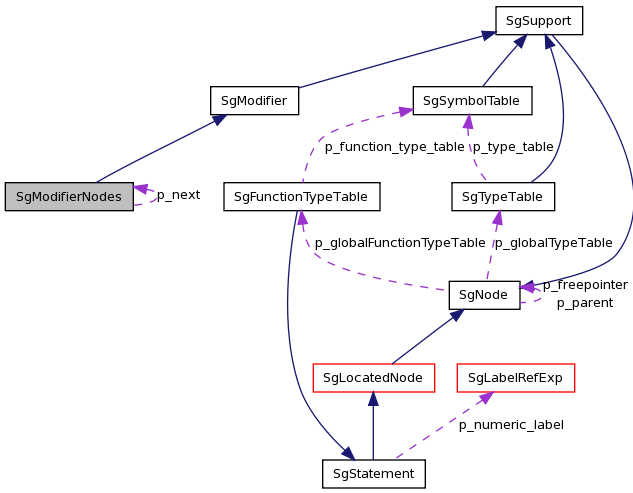 SgSupport
SgModifier
SgSymbolTable
p_function_type_table
p_type_table
SgModifierNodes
p_next
SgFunctionTypeTable
SgTypeTable
p_globalFunctionTypeTable
p_globalTypeTable
SgNode
p_freepointer
p_parent
SgLocatedNode
SgLabelRefExp
p_numeric_label
SgStatement